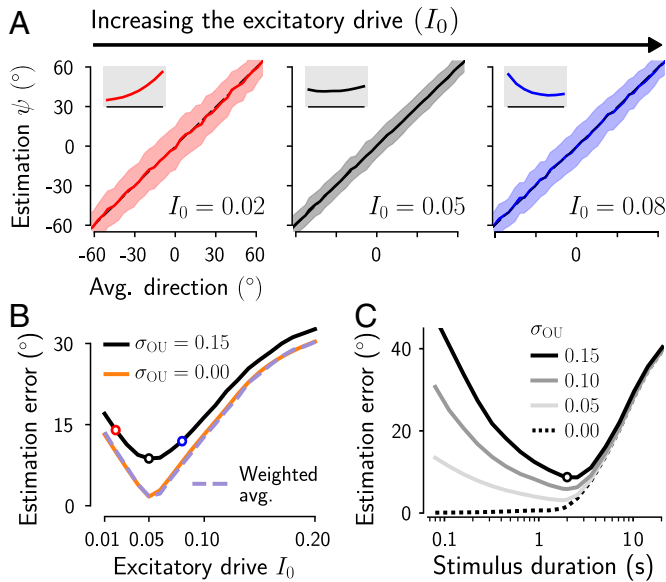 A
Increasing the excitatory drive (I₀)
Estimation ψ (°)
60
30
0
-30
-60
I₀ = 0.02
I₀ = 0.05
I₀ = 0.08
-60 -30 0 30 60
0
0
Avg. direction (°)
B
Estimation error (°)
30
15
0
σOU = 0.15
σOU = 0.00
Weighted
avg.
0.01 0.05 0.10 0.20
Excitatory drive I₀
C
Estimation error (°)
40
20
0
σOU
0.15
0.10
0.05
0.00
0.1 1 10
Stimulus duration (s)